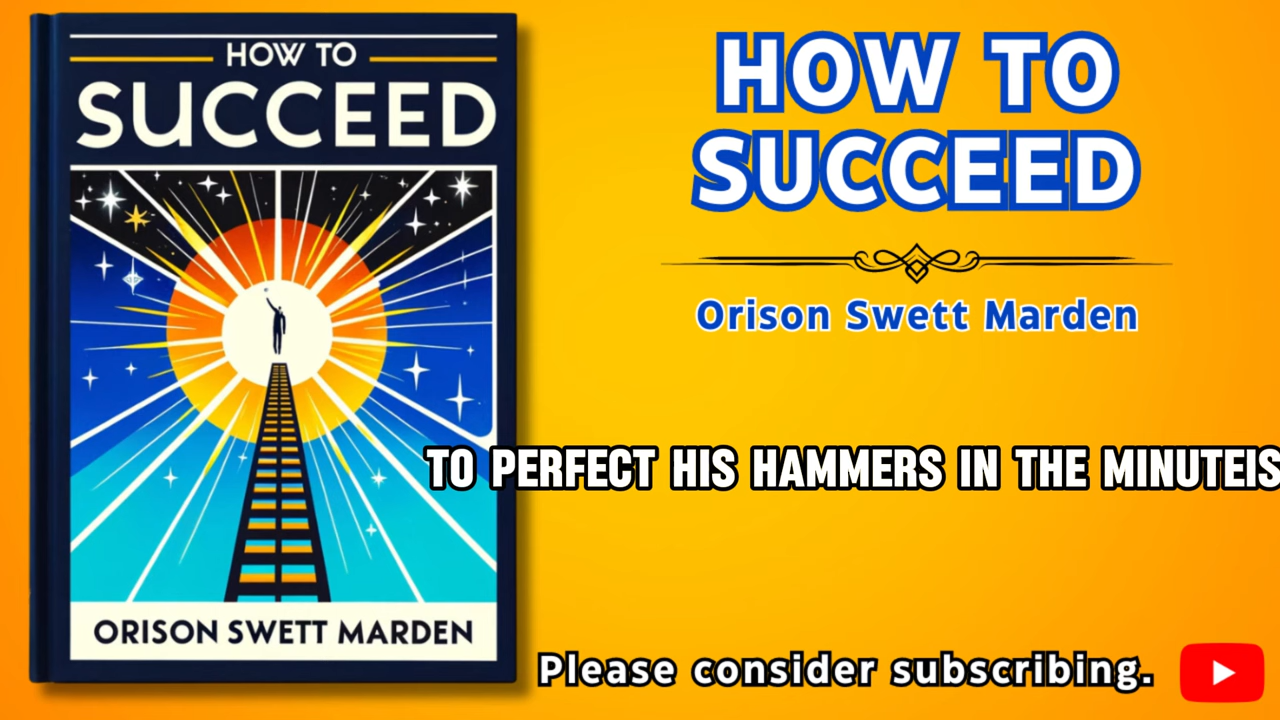 HOW TO
SUCCEED
ORISON SWETT MARDEN
HOW TO
SUCCEED
Orison Swett Marden
TO PERFECT HIS HAMMERS IN THE MINUTEIS
Please consider subscribing.